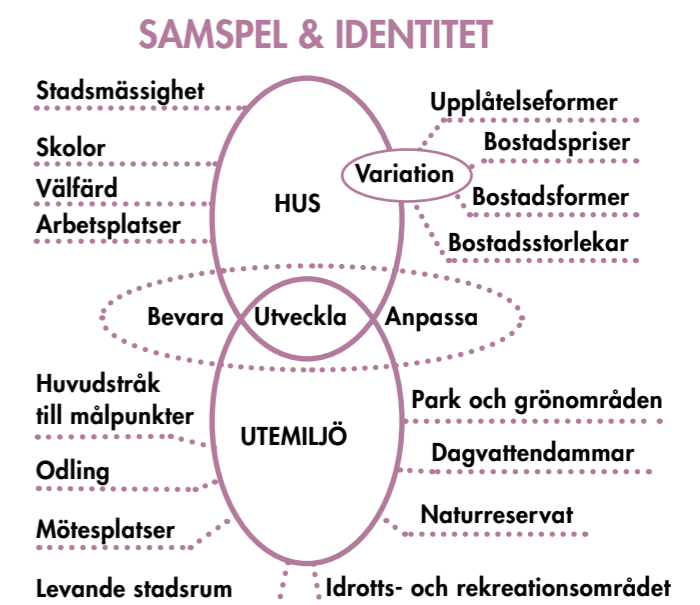 SAMSPEL & IDENTITET
Stadsmässighet
Skolor
Välfärd
Arbetsplatser
HUS
Variation
Upplåtelseformer
Bostadspriser
Bostadsformer
Bostadsstorlekar
Bevara
Utveckla
Anpassa
Huvudstråk
till målpunkter
Odling
Mötesplatser
Levande stadsrum
UTEMILJÖ
Park och grönområden
Dagvattendammar
Naturreservat
Idrotts- och rekreationsområdet